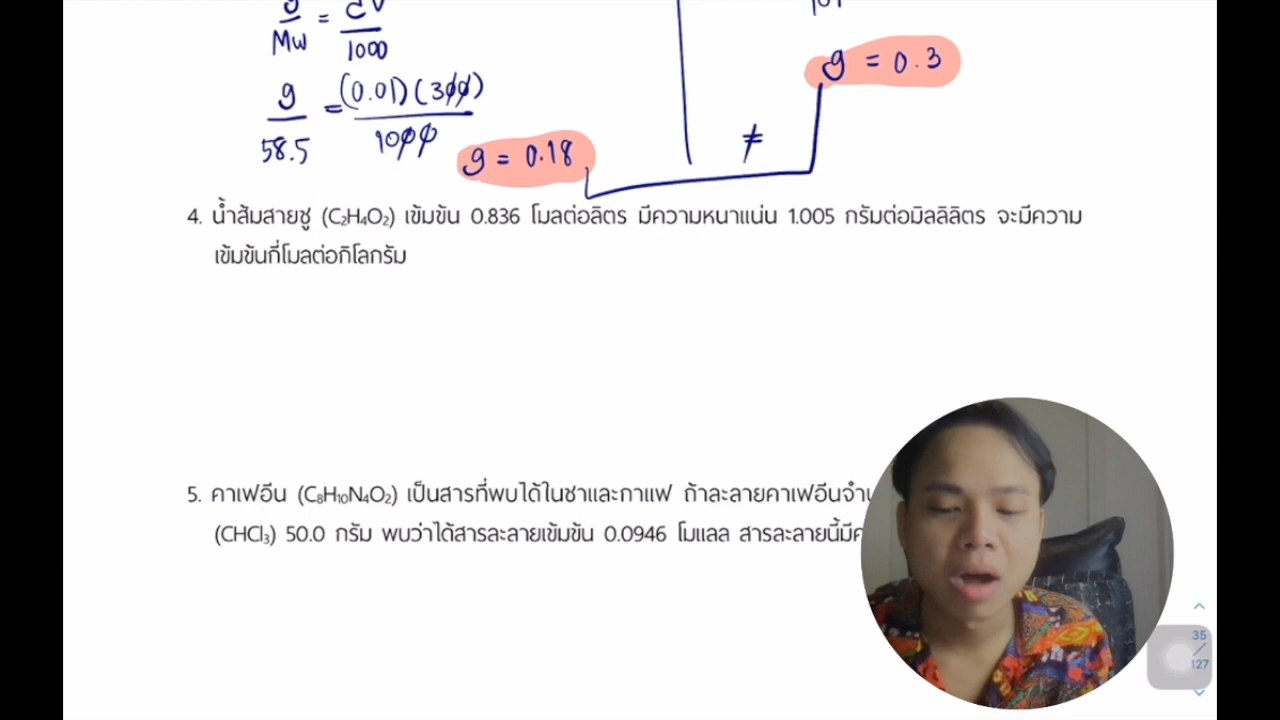 g/Mw = CV/1000
g/58.5 = (0.01)(300)/1000
g = 0.18
≠
g = 0.3
4. น้ำส้มสายชู (C₂H₄O₂) เข้มข้น 0.836 โมลต่อลิตร มีความหนาแน่น 1.005 กรัมต่อมิลลิลิตร จะมีความ
เข้มข้นกี่โมลต่อกิโลกรัม
5. คาเฟอีน (C₈H₁₀N₄O₂) เป็นสารที่พบได้ในชาและกาแฟ ถ้าละลายคาเฟอีน
(CHCl₃) 50.0 กรัม พบว่าได้สารละลายเข้มข้น 0.0946 โมแลล สารละลายนี้มี
35
/
127